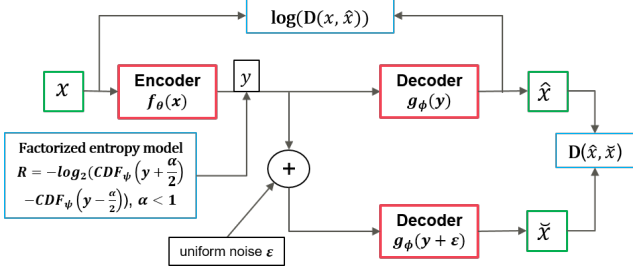 log(D(x, x̂))
x
Encoder
f_θ(x)
y
Decoder
g_ϕ(y)
x̂
Factorized entropy model
R = −log₂(CDF_ψ(y + α/2)
−CDF_ψ(y − α/2)), α < 1
+
D(x̂, x̆)
uniform noise ε
Decoder
g_ϕ(y + ε)
x̆